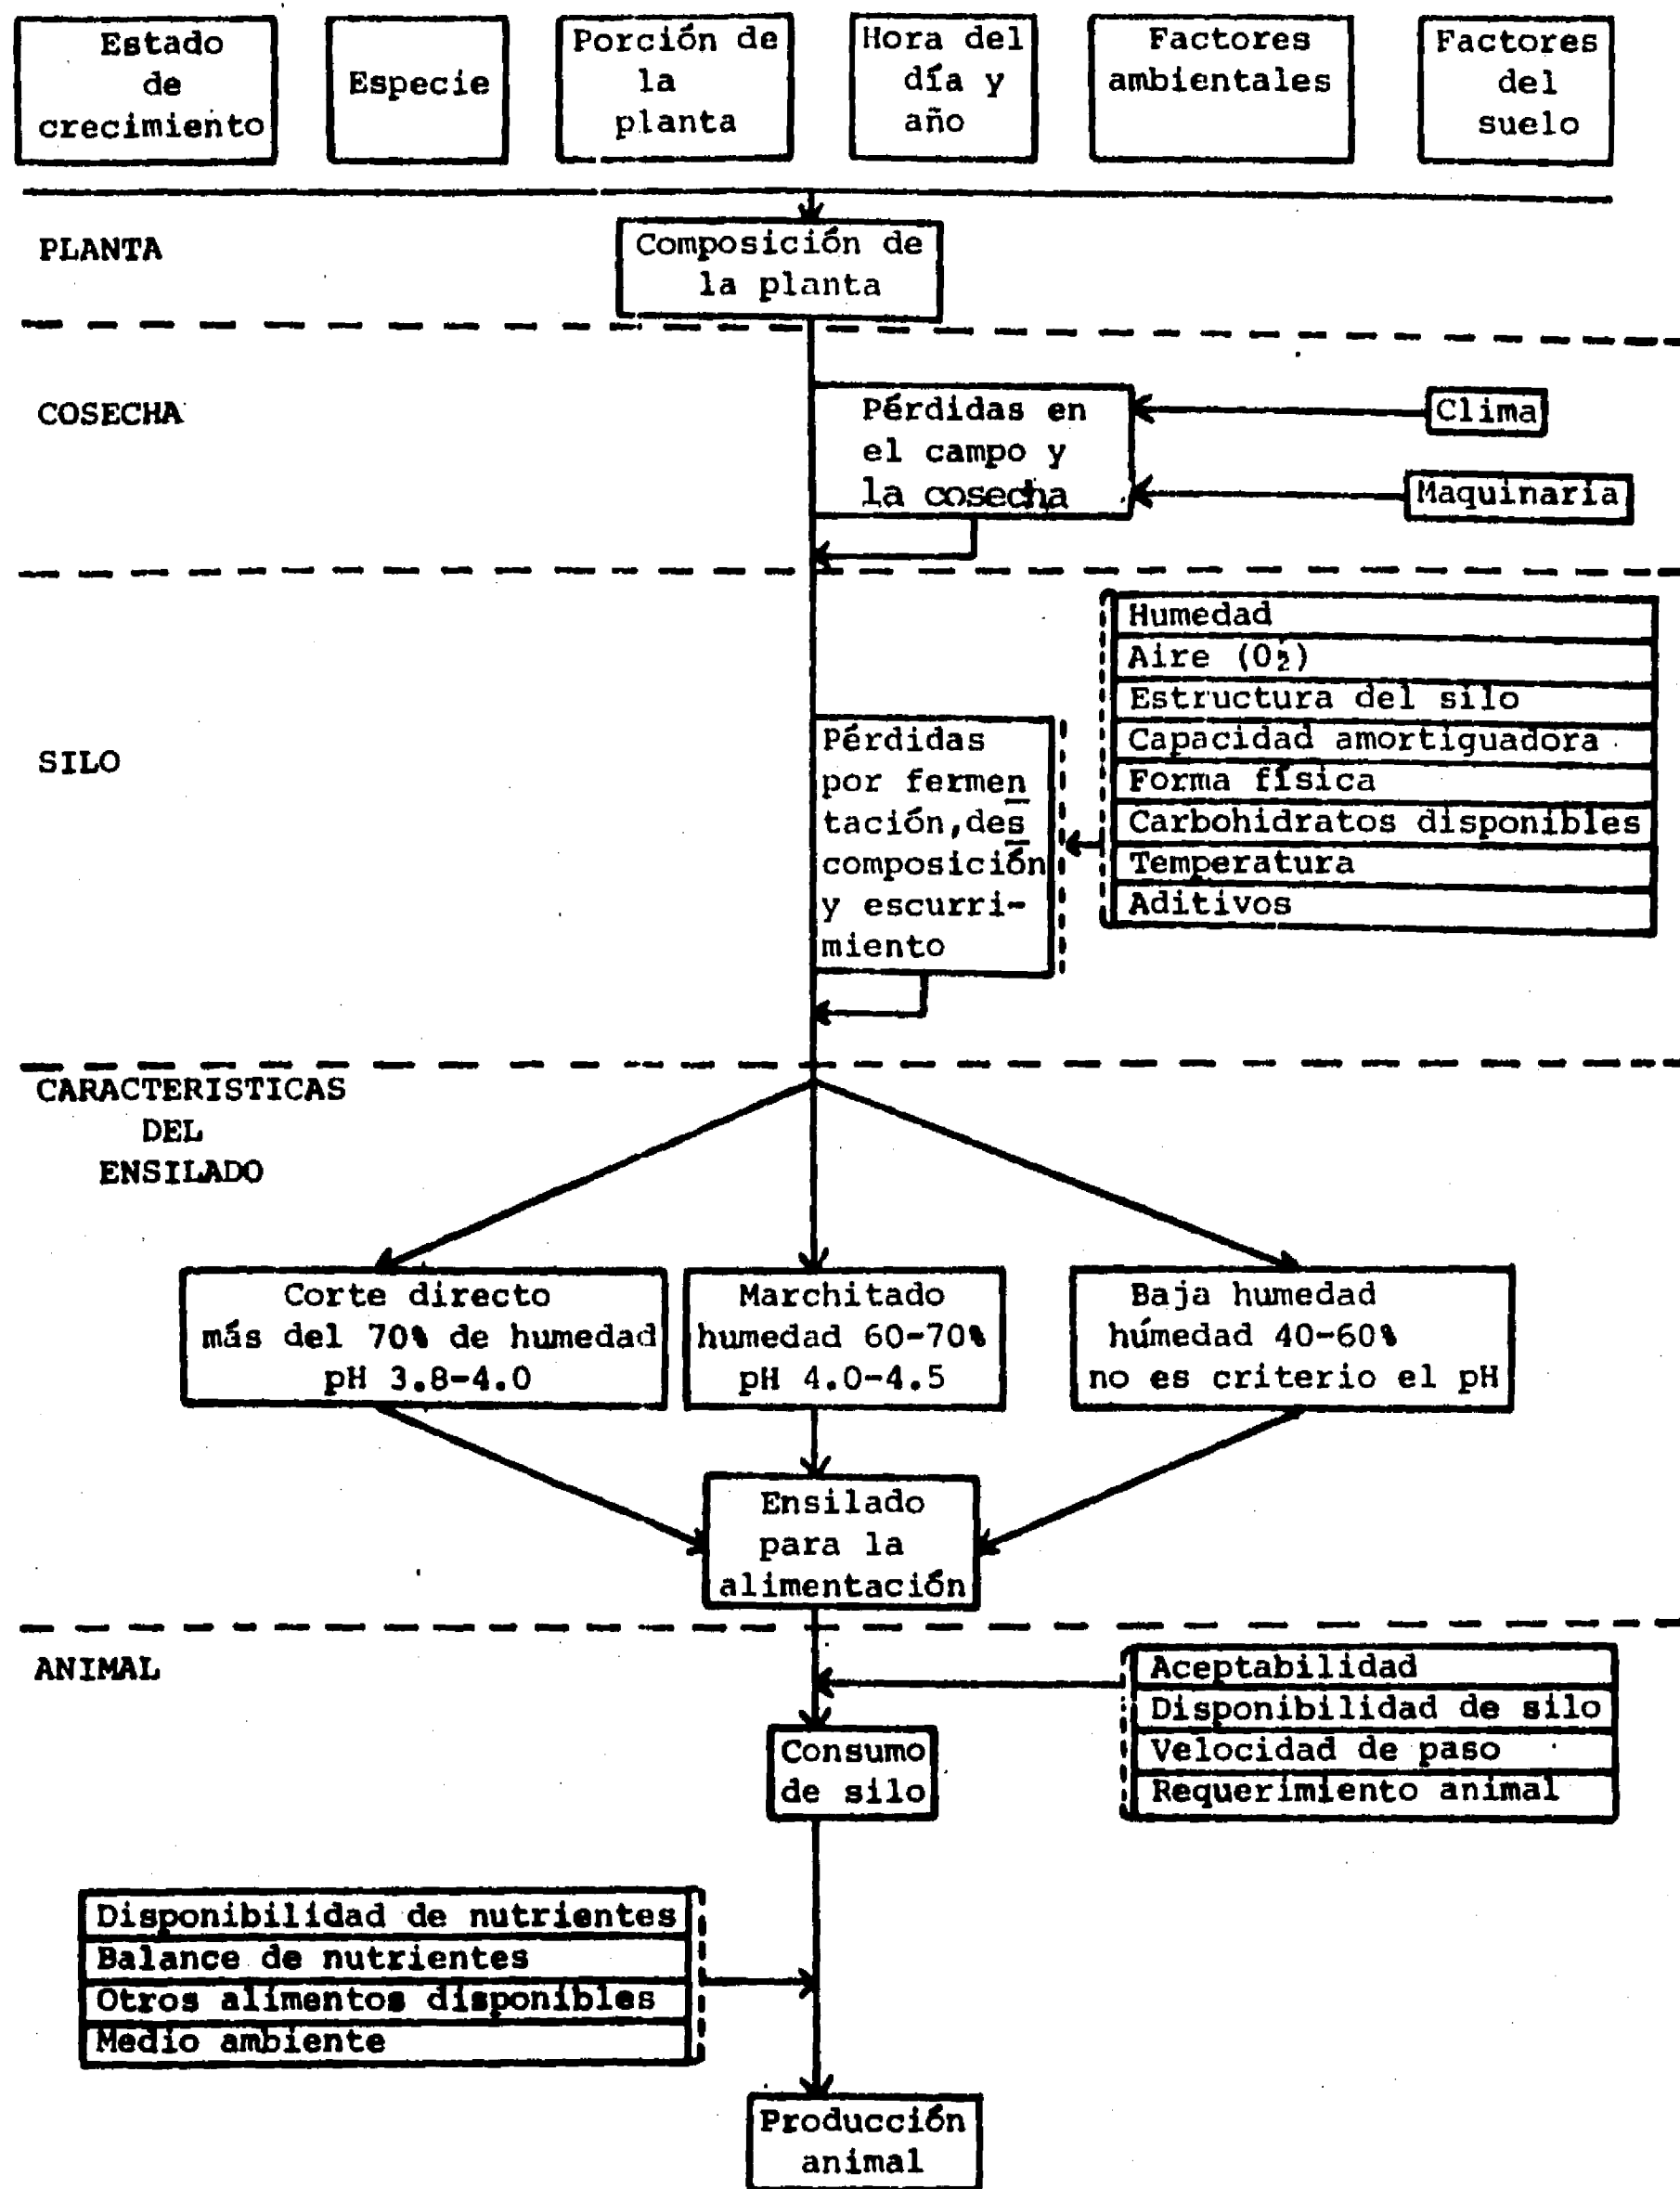 Estado
de
crecimiento
Especie
Porción de
la
planta
Hora del
día y
año
Factores
ambientales
Factores
del
suelo
PLANTA
Composición de
la planta
COSECHA
Pérdidas en
el campo y
la cosecha
Clima
Maquinaria
SILO
Pérdidas
por fermen
tación, des
composición
y escurri-
miento
Humedad
Aire (O2)
Estructura del silo
Capacidad amortiguadora
Forma física
Carbohidratos disponibles
Temperatura
Aditivos
CARACTERISTICAS
DEL
ENSILADO
Corte directo
más del 70% de humedad
pH 3.8-4.0
Marchitado
humedad 60-70%
pH 4.0-4.5
Baja humedad
húmedad 40-60%
no es criterio el pH
Ensilado
para la
alimentación
ANIMAL
Aceptabilidad
Disponibilidad de silo
Velocidad de paso
Requerimiento animal
Consumo
de silo
Disponibilidad de nutrientes
Balance de nutrientes
Otros alimentos disponibles
Medio ambiente
Producción
animal